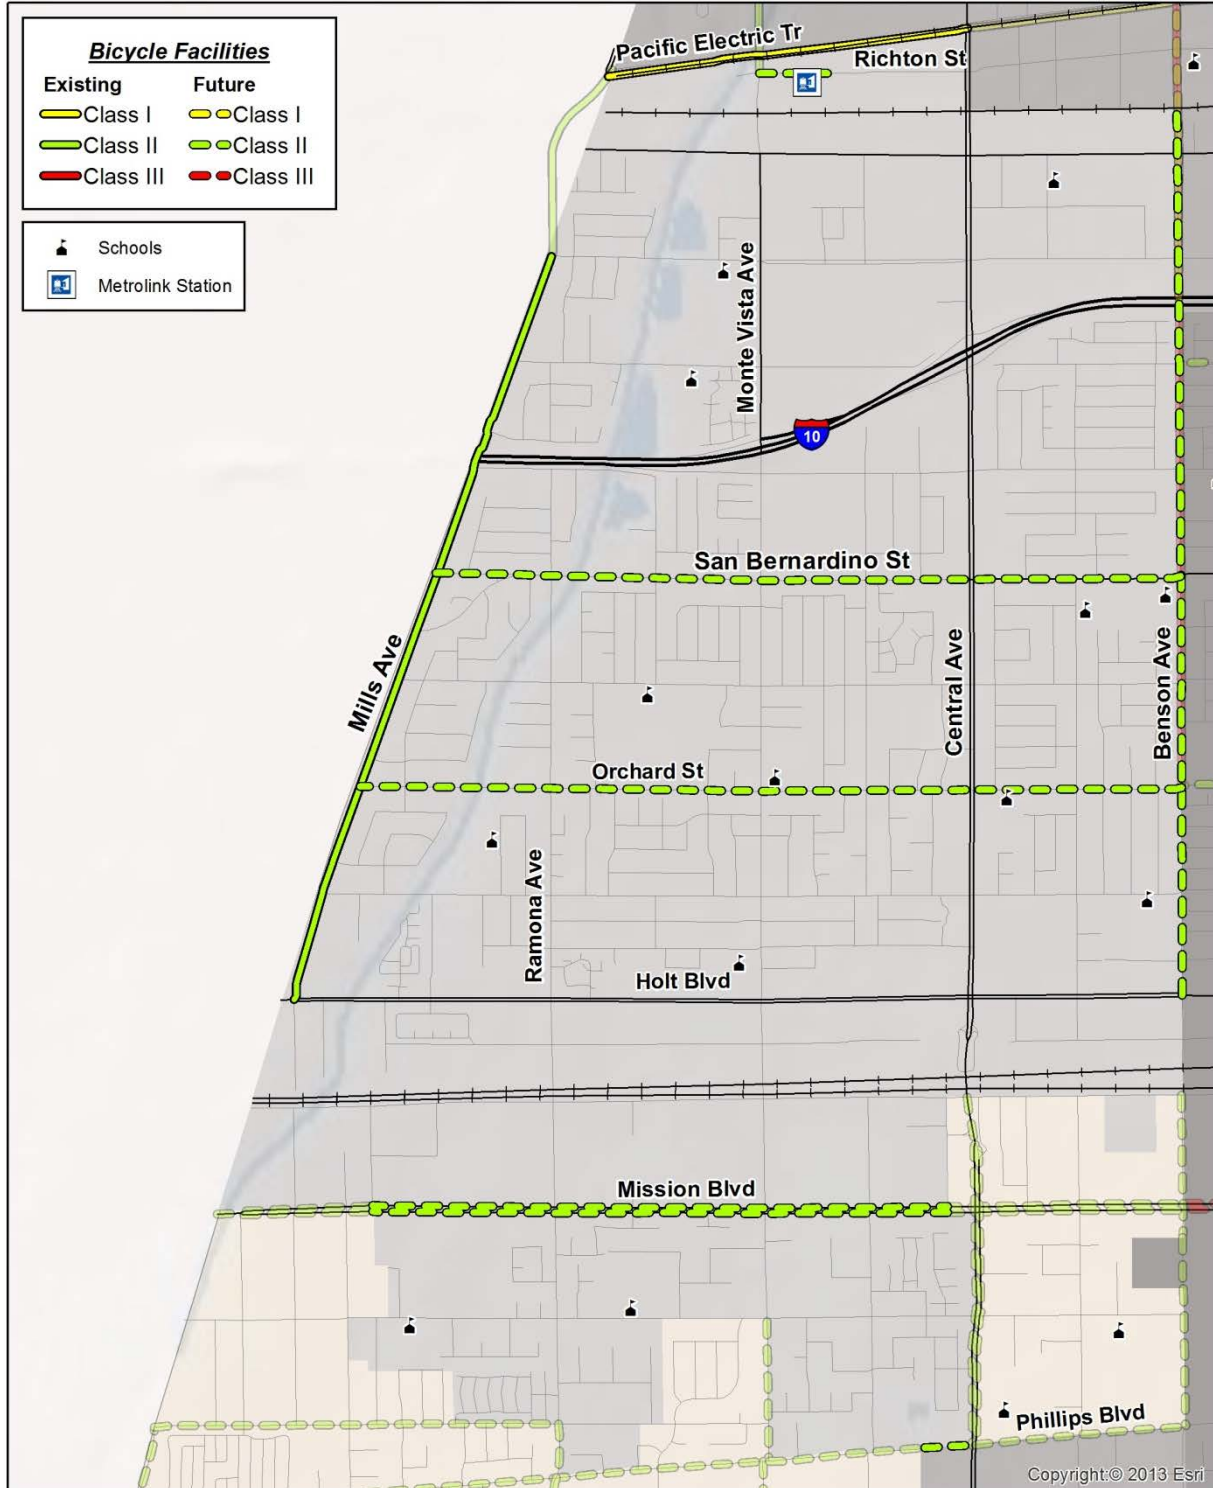 Bicycle Facilities
Existing Future
Class I Class I
Class II Class II
Class III Class III
Schools
Metrolink Station
Pacific Electric Tr
Richton St
Monte Vista Ave
10
San Bernardino St
Mills Ave
Central Ave
Benson Ave
Orchard St
Ramona Ave
Holt Blvd
Mission Blvd
Phillips Blvd
Copyright:© 2013 Esri